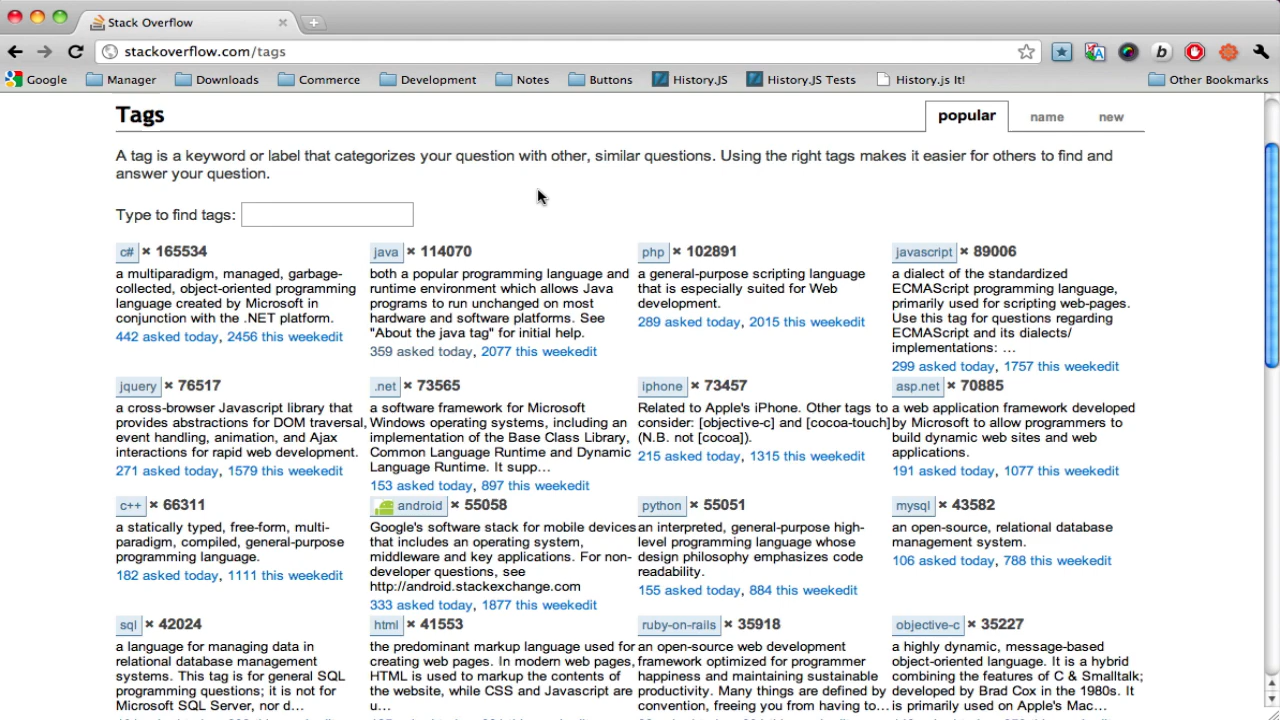 Stack Overflow
stackoverflow.com/tags
Google Manager Downloads Commerce Development Notes Buttons History.JS History.JS Tests History.js It! Other Bookmarks
Tags
popular name new
A tag is a keyword or label that categorizes your question with other, similar questions. Using the right tags makes it easier for others to find and
answer your question.
Type to find tags:
c# × 165534
a multiparadigm, managed, garbage-
collected, object-oriented programming
language created by Microsoft in
conjunction with the .NET platform.
442 asked today, 2456 this weekedit
java × 114070
both a popular programming language and
runtime environment which allows Java
programs to run unchanged on most
hardware and software platforms. See
"About the java tag" for initial help.
359 asked today, 2077 this weekedit
php × 102891
a general-purpose scripting language
that is especially suited for Web
development.
289 asked today, 2015 this weekedit
javascript × 89006
a dialect of the standardized
ECMAScript programming language,
primarily used for scripting web-pages.
Use this tag for questions regarding
ECMAScript and its dialects/
implementations: …
299 asked today, 1757 this weekedit
jquery × 76517
a cross-browser Javascript library that
provides abstractions for DOM traversal,
event handling, animation, and Ajax
interactions for rapid web development.
271 asked today, 1579 this weekedit
.net × 73565
a software framework for Microsoft
Windows operating systems, including an
implementation of the Base Class Library,
Common Language Runtime and Dynamic
Language Runtime. It supp…
153 asked today, 897 this weekedit
iphone × 73457
Related to Apple's iPhone. Other tags to
consider: [objective-c] and [cocoa-touch]
(N.B. not [cocoa]).
215 asked today, 1315 this weekedit
asp.net × 70885
a web application framework developed
by Microsoft to allow programmers to
build dynamic web sites and web
applications.
191 asked today, 1077 this weekedit
c++ × 66311
a statically typed, free-form, multi-
paradigm, compiled, general-purpose
programming language.
182 asked today, 1111 this weekedit
android × 55058
Google's software stack for mobile devices
that includes an operating system,
middleware and key applications. For non-
developer questions, see
http://android.stackexchange.com
333 asked today, 1877 this weekedit
python × 55051
an interpreted, general-purpose high-
level programming language whose
design philosophy emphasizes code
readability.
155 asked today, 884 this weekedit
mysql × 43582
an open-source, relational database
management system.
106 asked today, 788 this weekedit
sql × 42024
a language for managing data in
relational database management
systems. This tag is for general SQL
programming questions; it is not for
Microsoft SQL Server, nor d…
html × 41553
the predominant markup language used for
creating web pages. In modern web pages,
HTML is used to markup the contents of
the website, while CSS and Javascript are
u…
ruby-on-rails × 35918
an open-source web development
framework optimized for programmer
happiness and maintaining sustainable
productivity. Many things are defined by
convention, freeing you from having to…
objective-c × 35227
a highly dynamic, message-based
object-oriented language. It is a hybrid
combining the features of C & Smalltalk;
developed by Brad Cox in the 1980s. It
is primarily used on Apple's Mac…